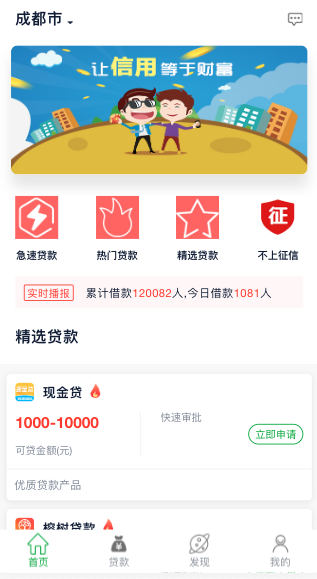 成都市
让信用等于财富
征
急速贷款 热门贷款 精选贷款 不上征信
实时播报 累计借款120082人,今日借款1081人
精选贷款
现金贷
1000-10000 快速审批
可贷金额(元) 立即申请
优质贷款产品
榕树贷款
首页 贷款 发现 我的